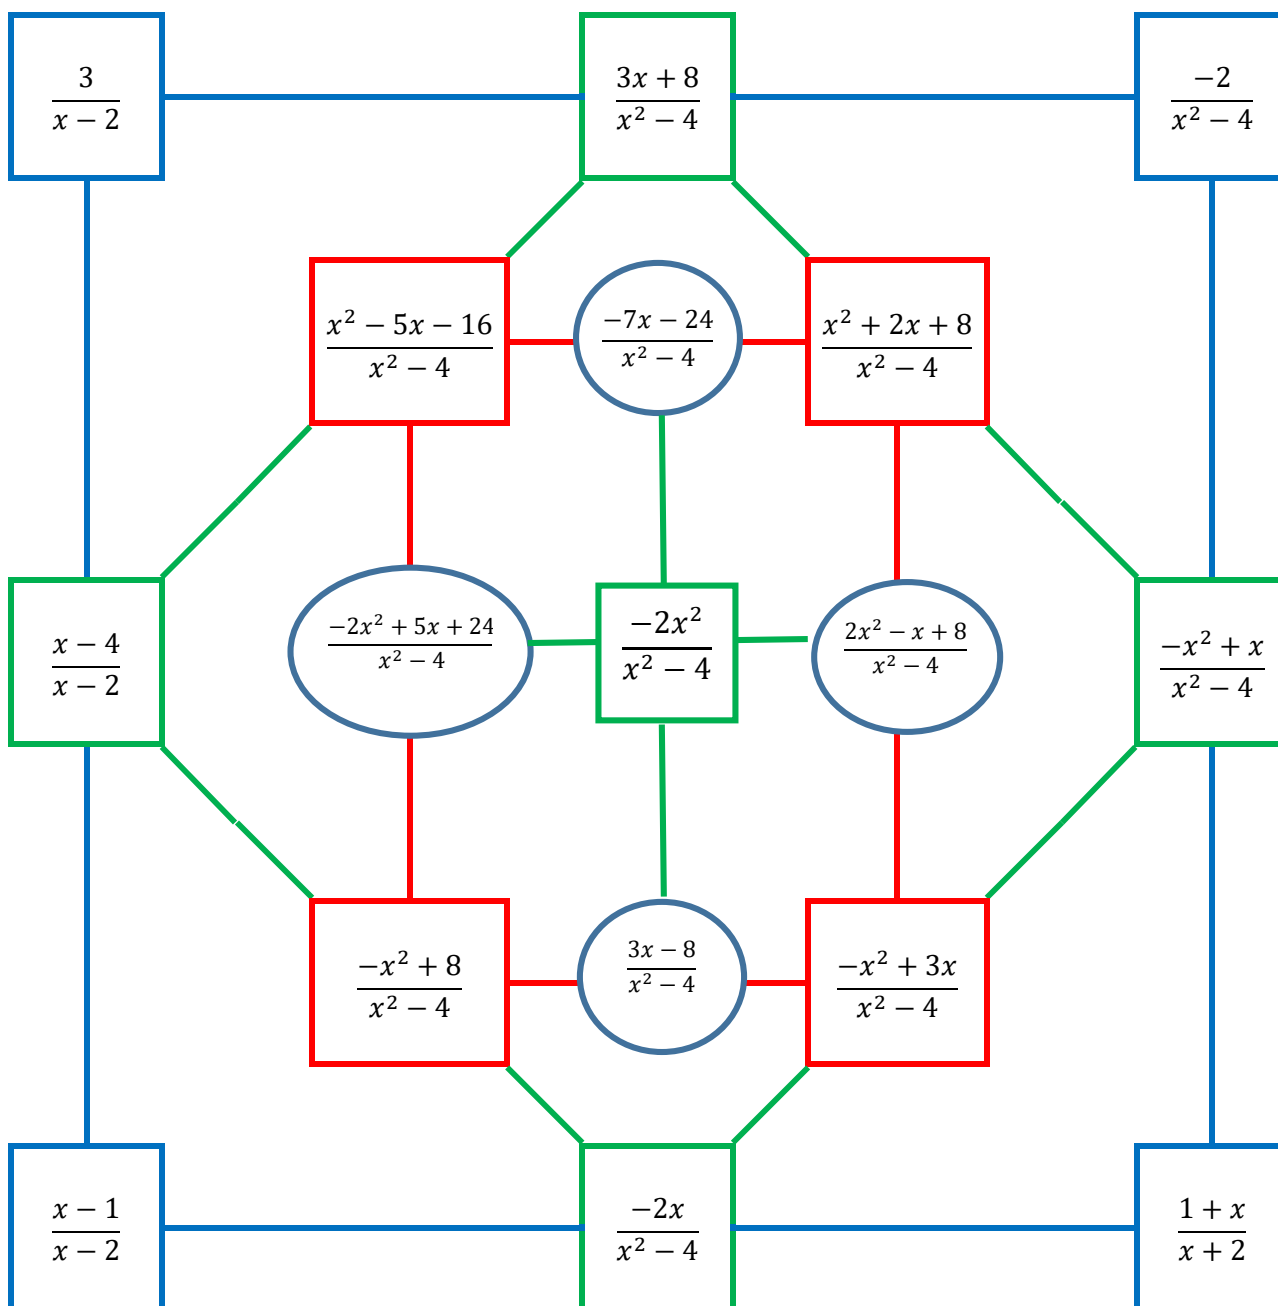 3/(x − 2)
(3x + 8)/(x² − 4)
−2/(x² − 4)
(x² − 5x − 16)/(x² − 4)
(−7x − 24)/(x² − 4)
(x² + 2x + 8)/(x² − 4)
(x − 4)/(x − 2)
(−2x² + 5x + 24)/(x² − 4)
−2x²/(x² − 4)
(2x² − x + 8)/(x² − 4)
(−x² + x)/(x² − 4)
(−x² + 8)/(x² − 4)
(3x − 8)/(x² − 4)
(−x² + 3x)/(x² − 4)
(x − 1)/(x − 2)
−2x/(x² − 4)
(1 + x)/(x + 2)